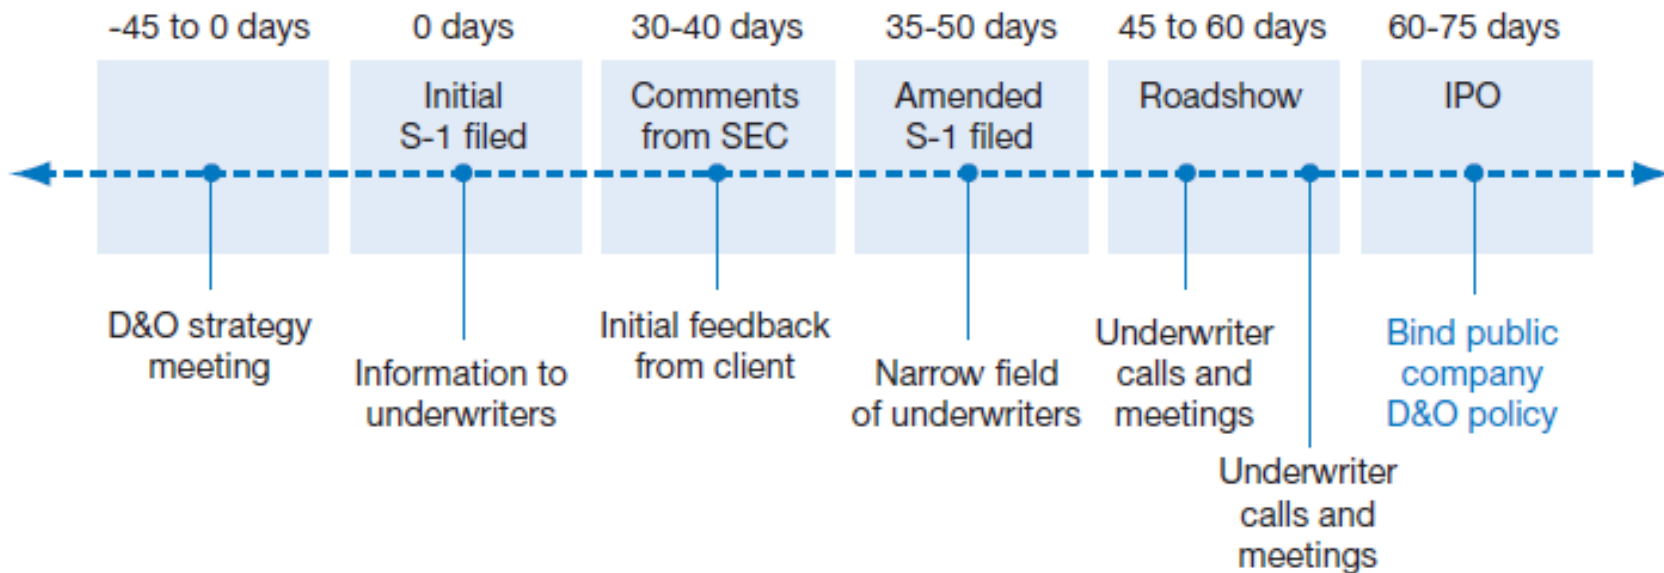 -45 to 0 days
0 days
30-40 days
35-50 days
45 to 60 days
60-75 days
Initial
S-1 filed
Comments
from SEC
Amended
S-1 filed
Roadshow
IPO
D&O strategy
meeting
Information to
underwriters
Initial feedback
from client
Narrow field
of underwriters
Underwriter
calls and
meetings
Underwriter
calls and
meetings
Bind public
company
D&O policy